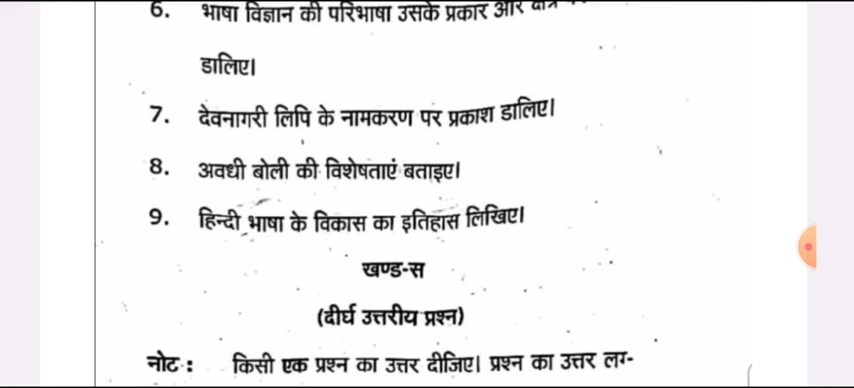 6. भाषा विज्ञान की परिभाषा उसके प्रकार और
डालिए।
7. देवनागरी लिपि के नामकरण पर प्रकाश डालिए।
8. अवधी बोली की विशेषताएं बताइए।
9. हिन्दी भाषा के विकास का इतिहास लिखिए।
खण्ड-स
(दीर्घ उत्तरीय प्रश्न)
नोट : किसी एक प्रश्न का उत्तर दीजिए। प्रश्न का उत्तर लग-